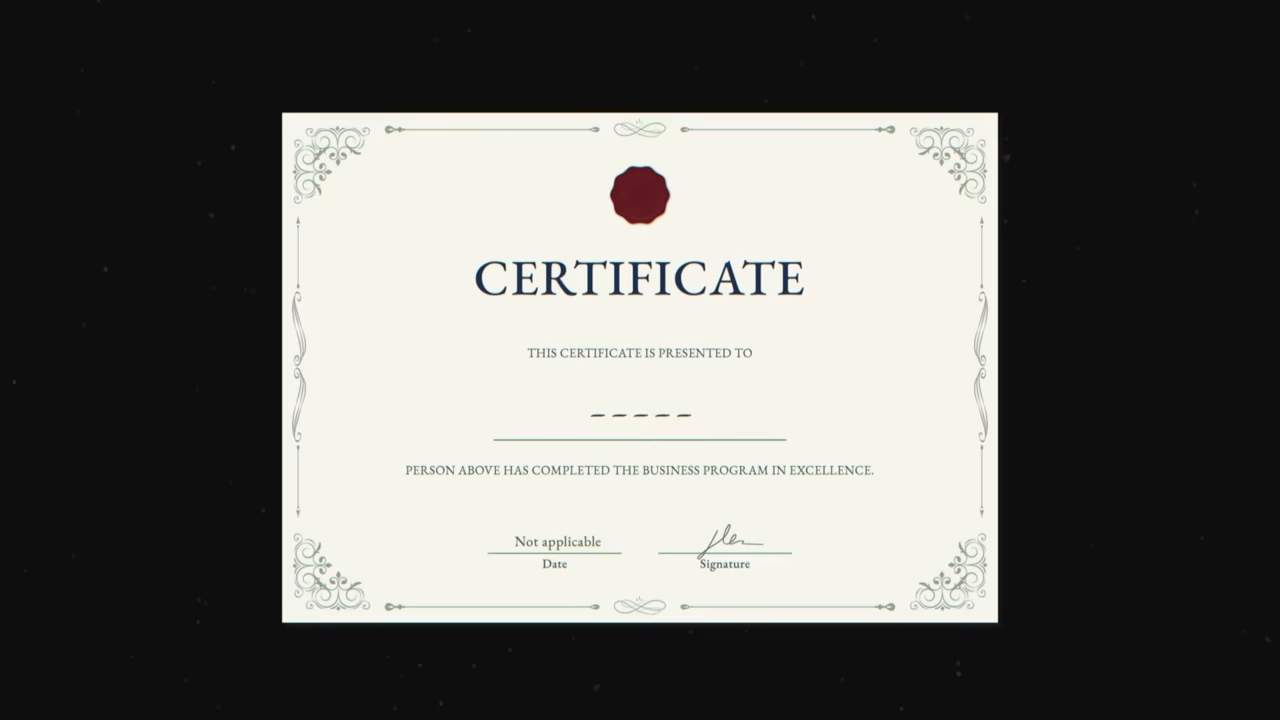 CERTIFICATE
THIS CERTIFICATE IS PRESENTED TO
– – – – –
PERSON ABOVE HAS COMPLETED THE BUSINESS PROGRAM IN EXCELLENCE.
Not applicable
Date
Signature